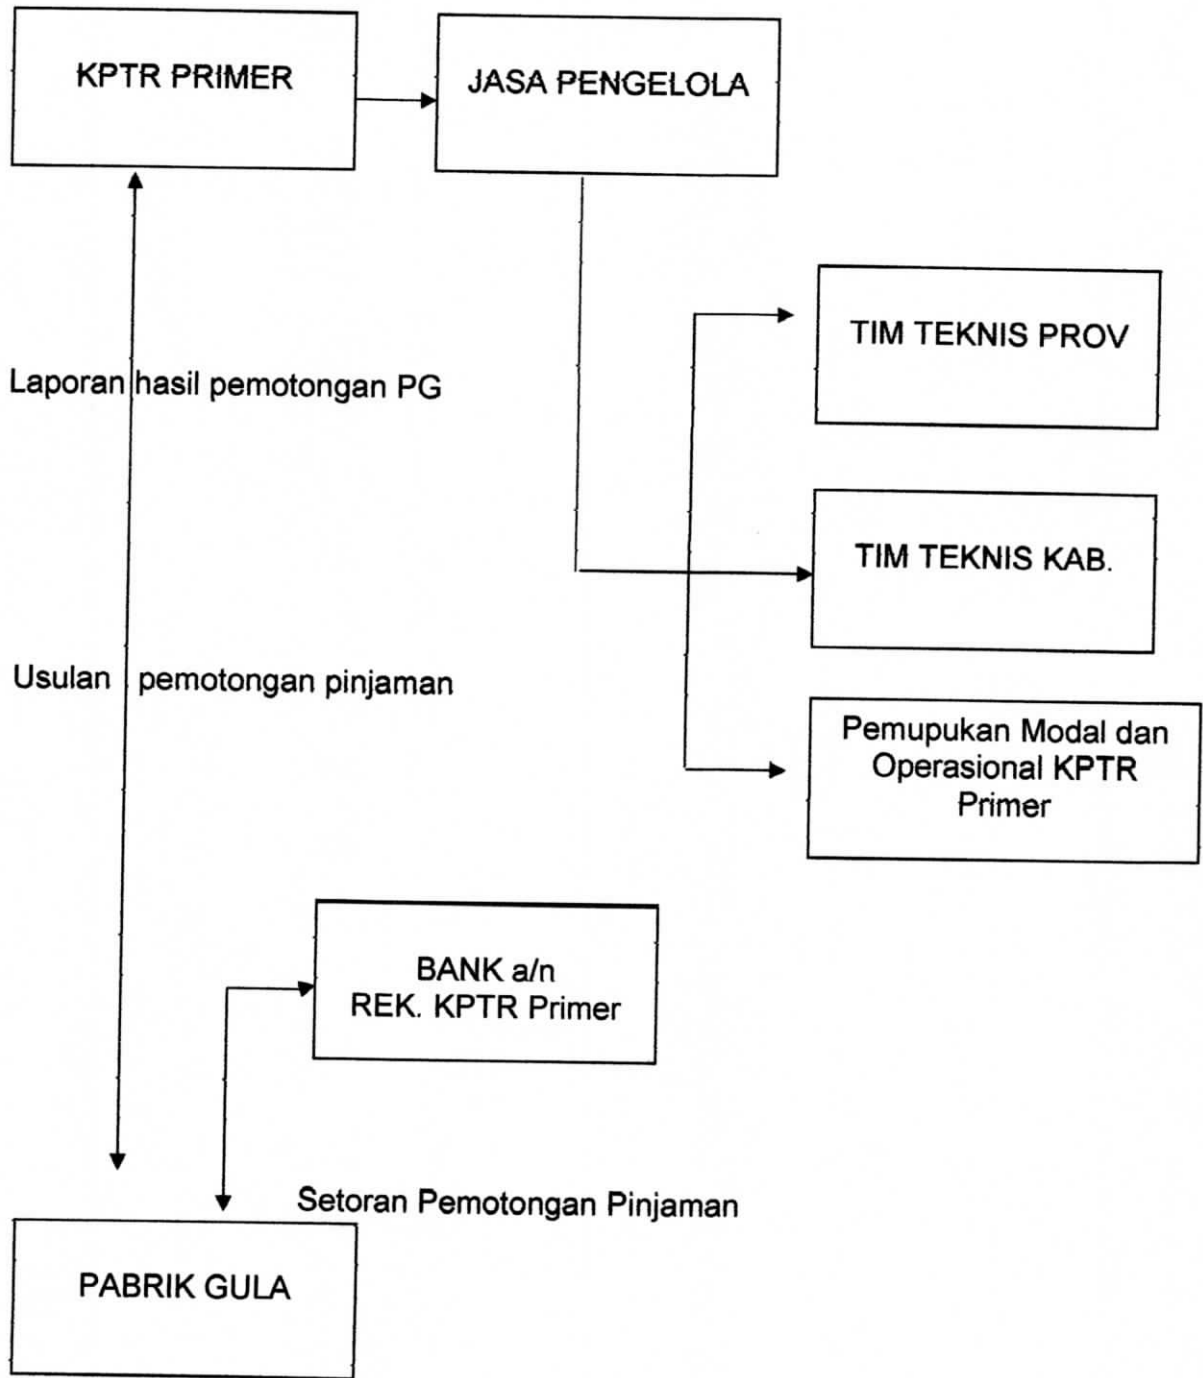 KPTR PRIMER
JASA PENGELOLA
TIM TEKNIS PROV
Laporan hasil pemotongan PG
TIM TEKNIS KAB.
Usulan pemotongan pinjaman
Pemupukan Modal dan
Operasional KPTR
Primer
BANK a/n
REK. KPTR Primer
Setoran Pemotongan Pinjaman
PABRIK GULA